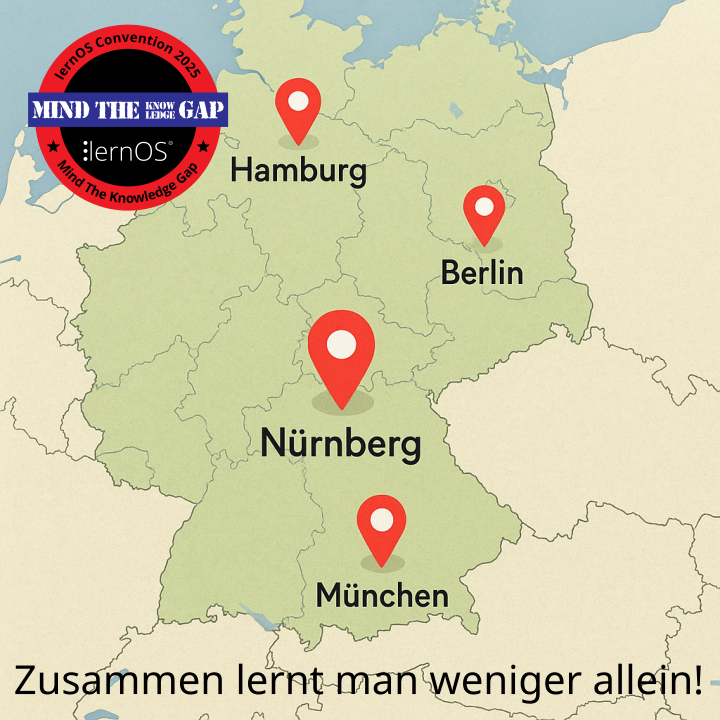 lernOS Convention 2025
MIND THE KNOW LEDGE GAP
lernOS®
Mind The Knowledge Gap
Hamburg
Berlin
Nürnberg
München
Zusammen lernt man weniger allein!